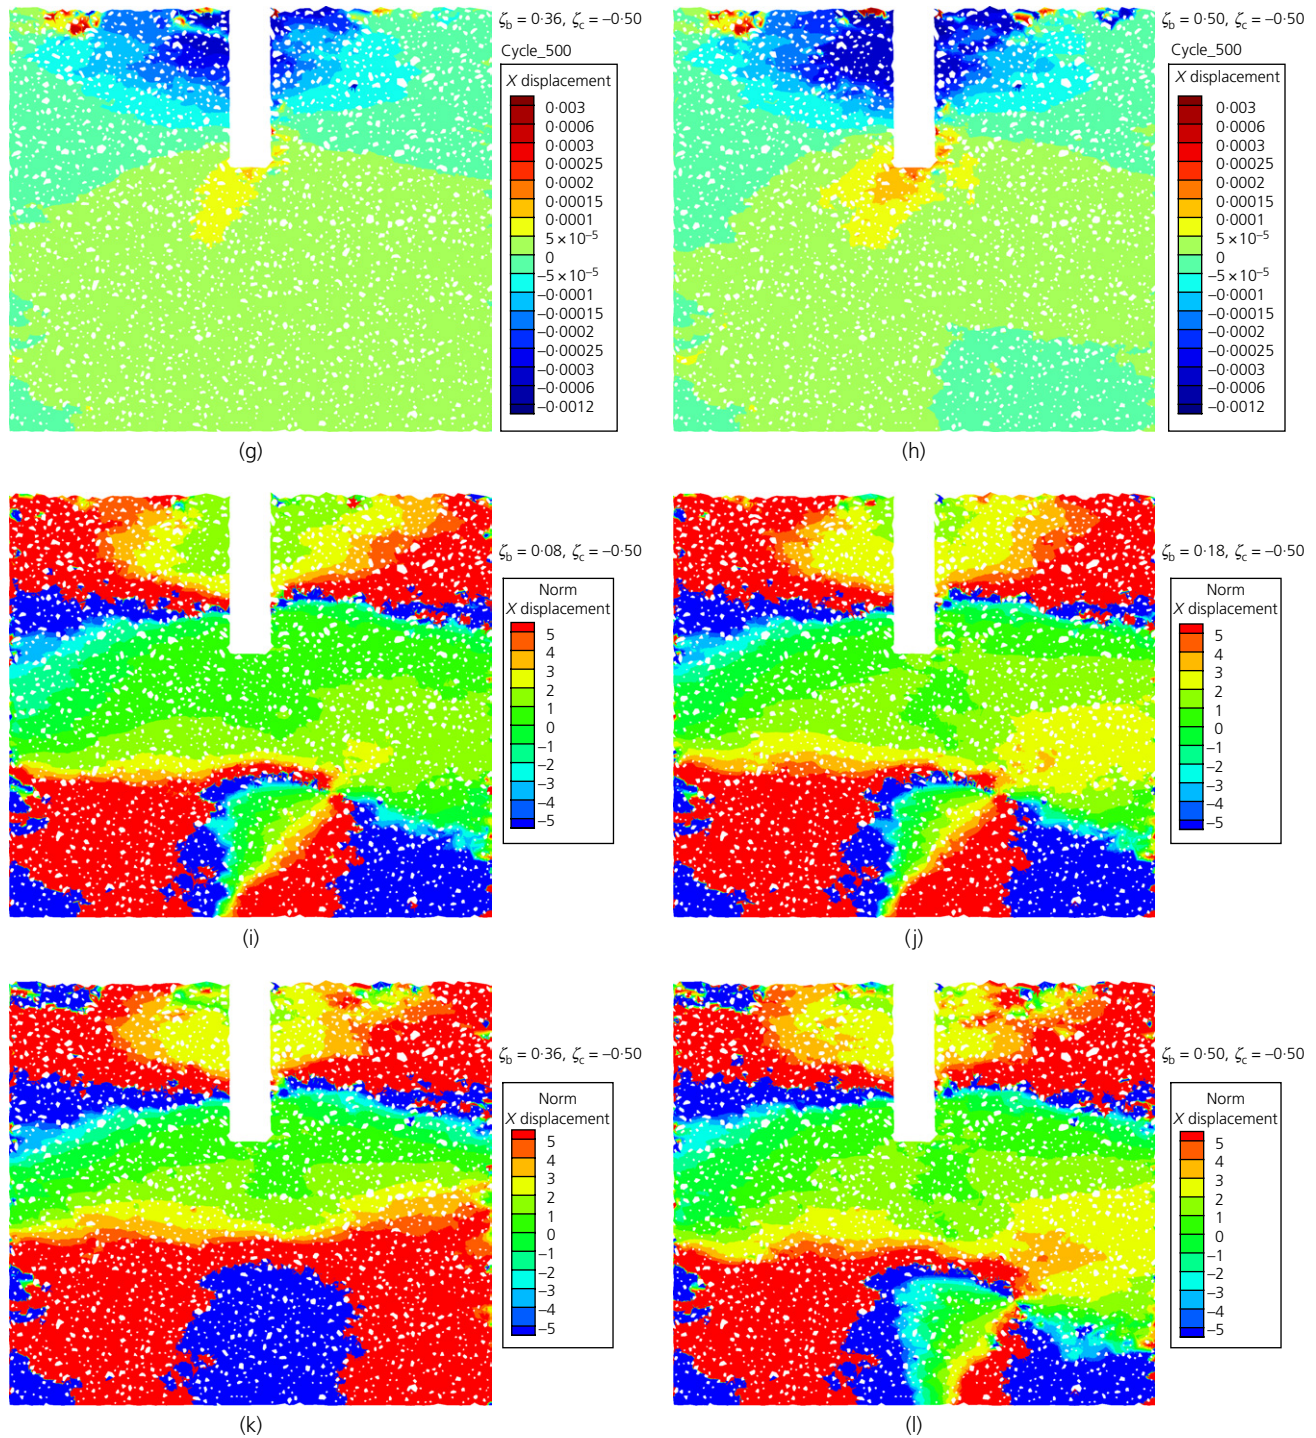 ζb = 0·36, ζc = −0·50
Cycle_500
X displacement
0·003
0·0006
0·0003
0·00025
0·0002
0·00015
0·0001
5 × 10−5
0
−5 × 10−5
−0·0001
−0·00015
−0·0002
−0·00025
−0·0003
−0·0006
−0·0012
(g)
ζb = 0·50, ζc = −0·50
Cycle_500
X displacement
0·003
0·0006
0·0003
0·00025
0·0002
0·00015
0·0001
5 × 10−5
0
−5 × 10−5
−0·0001
−0·00015
−0·0002
−0·00025
−0·0003
−0·0006
−0·0012
(h)
ζb = 0·08, ζc = −0·50
Norm
X displacement
5
4
3
2
1
0
−1
−2
−3
−4
−5
(i)
ζb = 0·18, ζc = −0·50
Norm
X displacement
5
4
3
2
1
0
−1
−2
−3
−4
−5
(j)
ζb = 0·36, ζc = −0·50
Norm
X displacement
5
4
3
2
1
0
−1
−2
−3
−4
−5
(k)
ζb = 0·50, ζc = −0·50
Norm
X displacement
5
4
3
2
1
0
−1
−2
−3
−4
−5
(l)